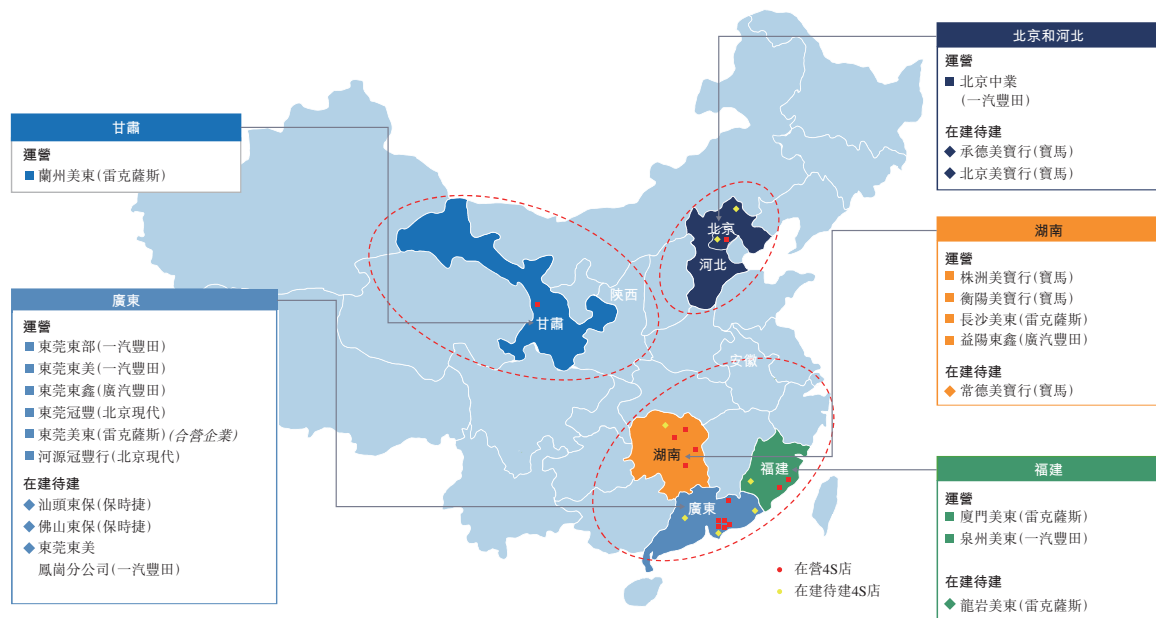 甘肅
運營
蘭州美東(雷克薩斯)
廣東
運營
東莞東部(一汽豐田)
東莞東美(一汽豐田)
東莞東鑫(廣汽豐田)
東莞冠豐(北京現代)
東莞美東(雷克薩斯)(合營企業)
河源冠豐行(北京現代)
在建待建
汕頭東保(保時捷)
佛山東保(保時捷)
東莞東美
鳳崗分公司(一汽豐田)
北京
河北
陝西
甘肅
安徽
湖南
福建
廣東
在營4S店
在建待建4S店
北京和河北
運營
北京中業
(一汽豐田)
在建待建
承德美寶行(寶馬)
北京美寶行(寶馬)
湖南
運營
株洲美寶行(寶馬)
衡陽美寶行(寶馬)
長沙美東(雷克薩斯)
益陽東鑫(廣汽豐田)
在建待建
常德美寶行(寶馬)
福建
運營
廈門美東(雷克薩斯)
泉州美東(一汽豐田)
在建待建
龍岩美東(雷克薩斯)